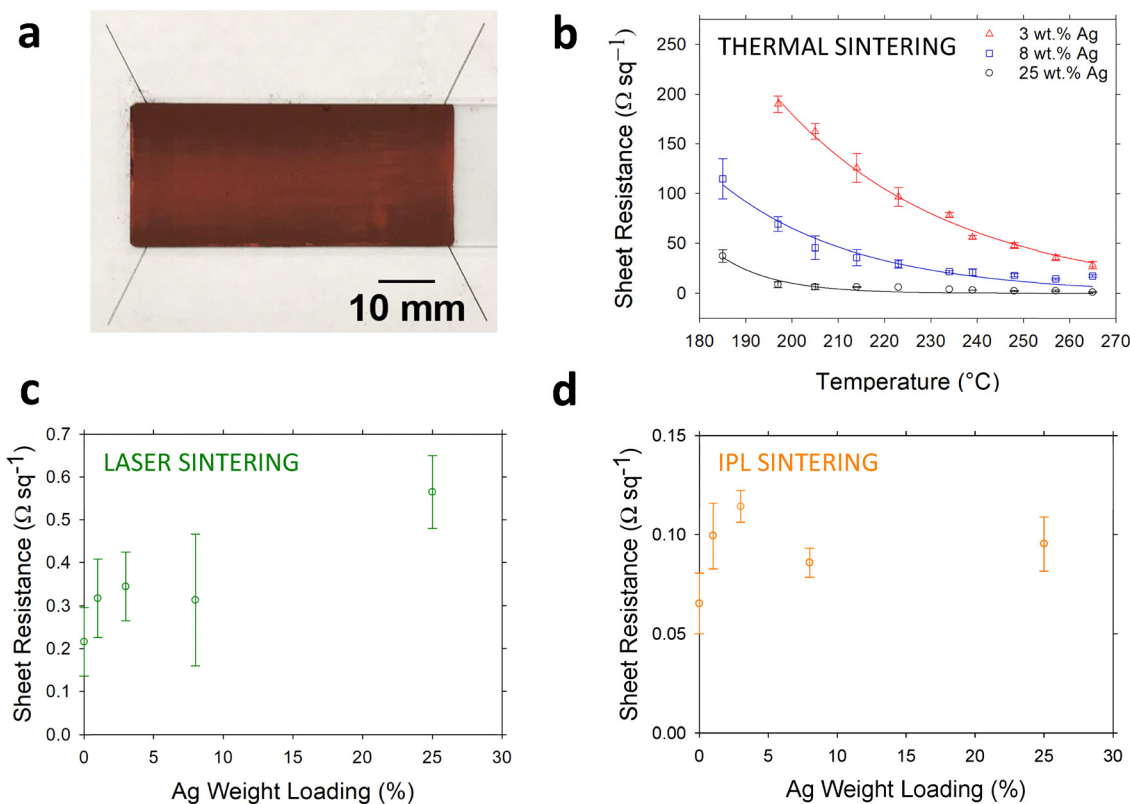 a
10 mm
b
THERMAL SINTERING
3 wt.% Ag
8 wt.% Ag
25 wt.% Ag
Sheet Resistance (Ω sq⁻¹)
250
200
150
100
50
0
180 190 200 210 220 230 240 250 260 270
Temperature (°C)
c
LASER SINTERING
Sheet Resistance (Ω sq⁻¹)
0.7
0.6
0.5
0.4
0.3
0.2
0.1
0.0
0 5 10 15 20 25 30
Ag Weight Loading (%)
d
IPL SINTERING
Sheet Resistance (Ω sq⁻¹)
0.15
0.10
0.05
0.00
0 5 10 15 20 25 30
Ag Weight Loading (%)